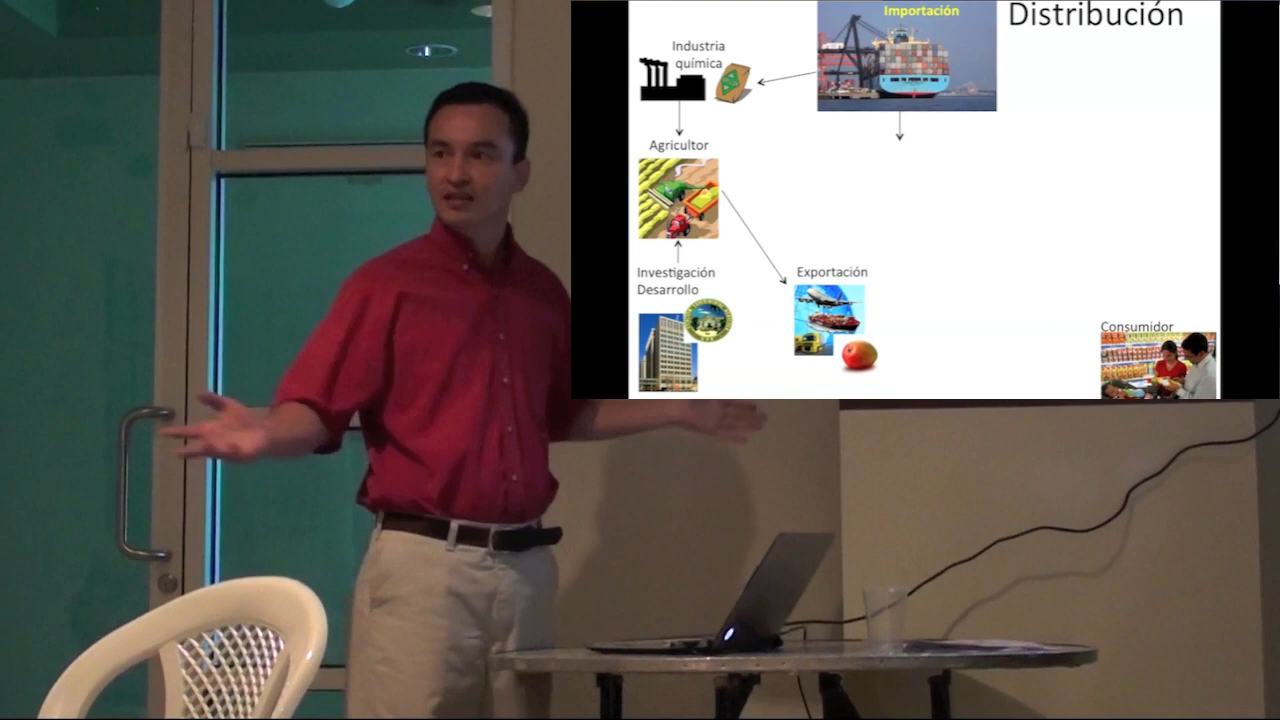 Importación
Distribución
Industria
química
Agricultor
Investigación
Desarrollo
Exportación
Consumidor